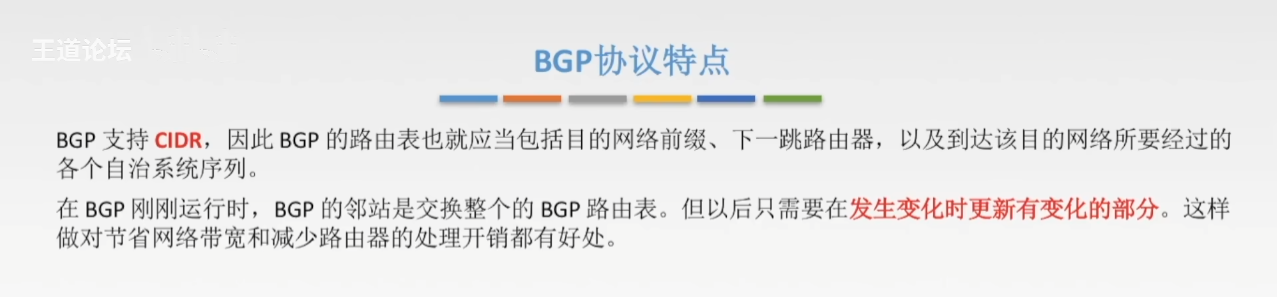 王道论坛
BGP协议特点
BGP 支持 CIDR，因此 BGP 的路由表也就应当包括目的网络前缀、下一跳路由器，以及到达该目的网络所要经过的
各个自治系统序列。
在 BGP 刚刚运行时，BGP 的邻站是交换整个的 BGP 路由表。但以后只需要在发生变化时更新有变化的部分。这样
做对节省网络带宽和减少路由器的处理开销都有好处。